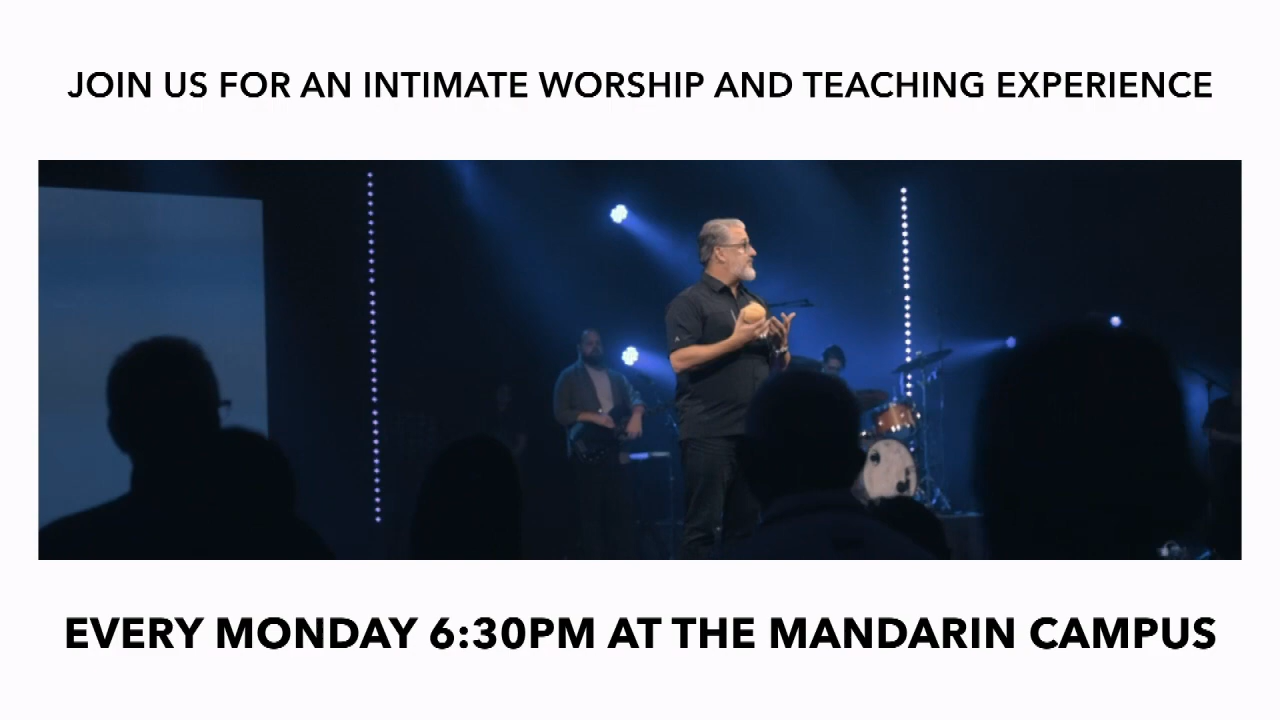 JOIN US FOR AN INTIMATE WORSHIP AND TEACHING EXPERIENCE
EVERY MONDAY 6:30PM AT THE MANDARIN CAMPUS